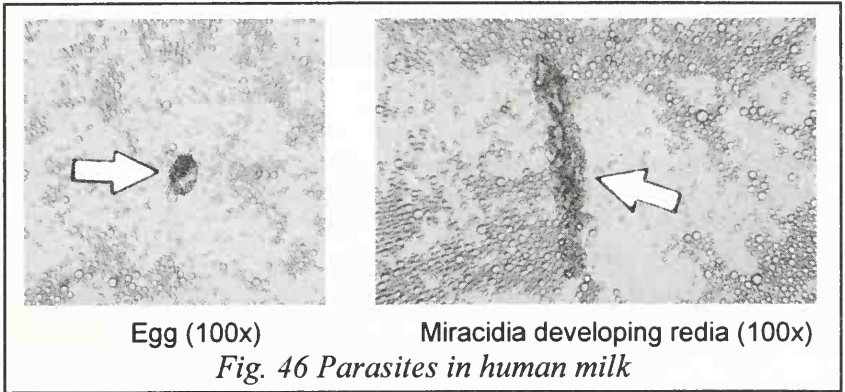 Egg (100x)
Miracidia developing redia (100x)
Fig. 46 Parasites in human milk